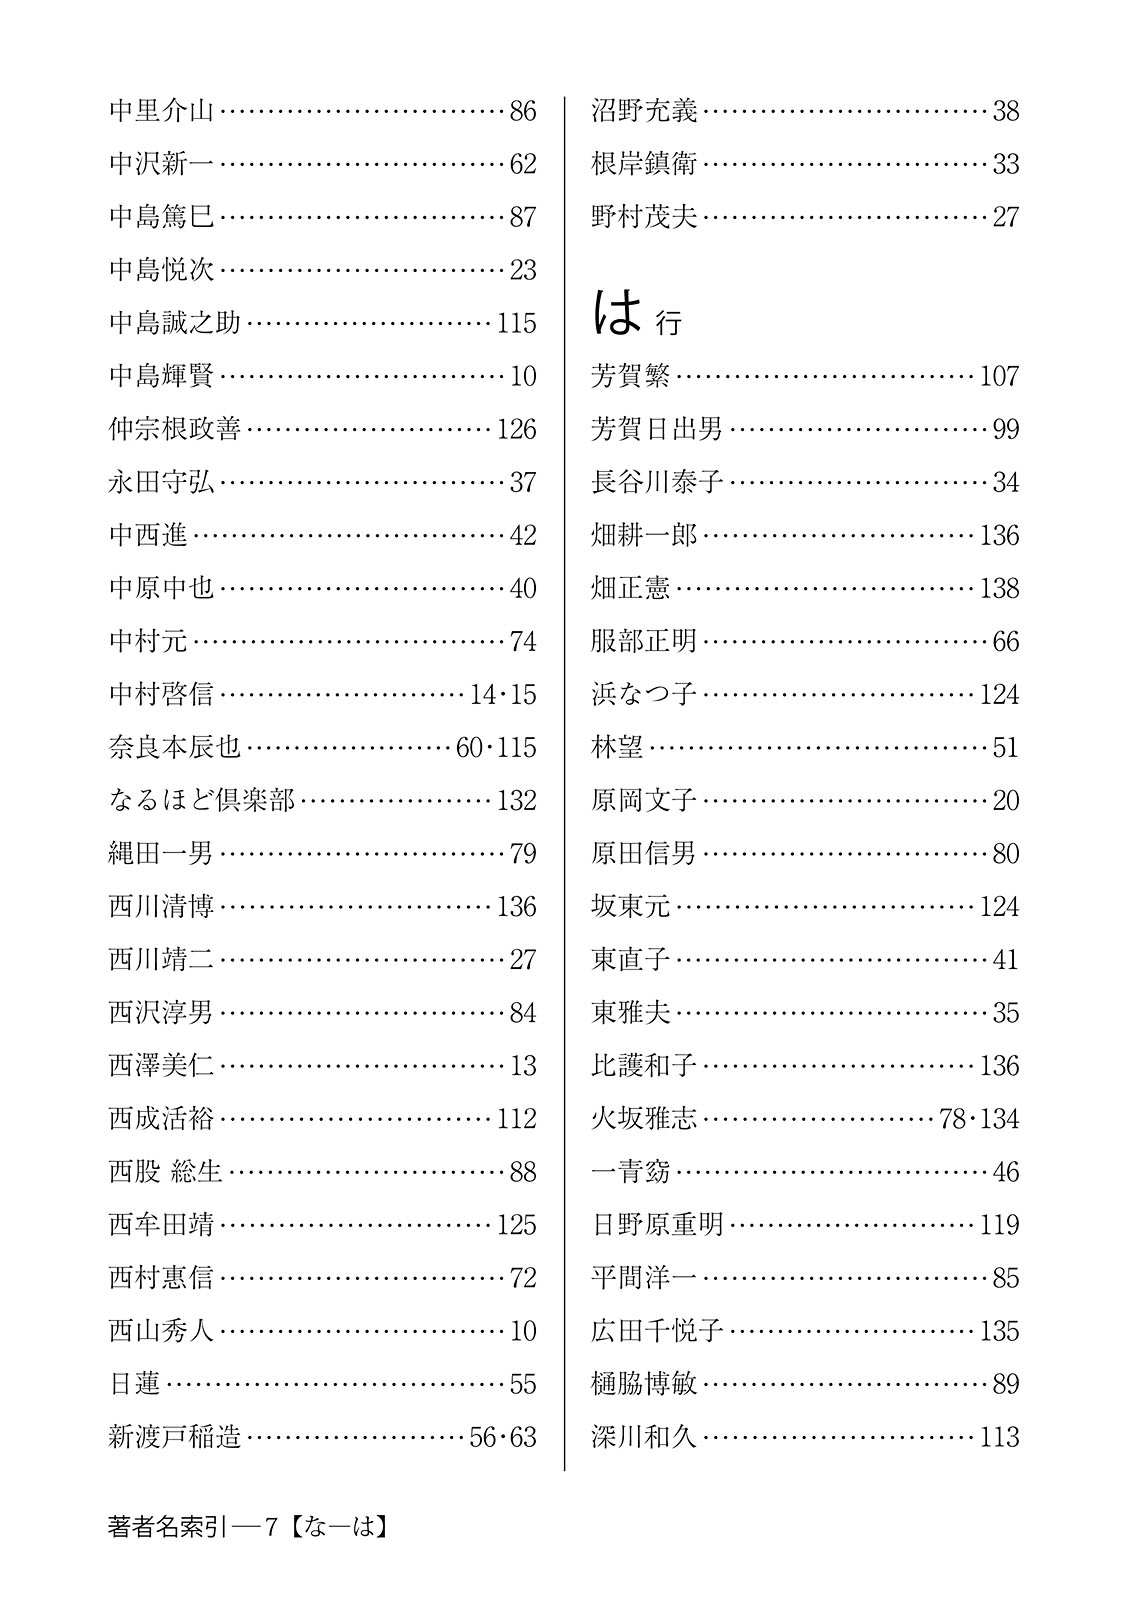 中里介山……………………………86
中沢新一……………………………62
中島篤巳……………………………87
中島悦次……………………………23
中島誠之助…………………………115
中島輝賢……………………………10
仲宗根政善…………………………126
永田守弘……………………………37
中西進………………………………42
中原中也……………………………40
中村元………………………………74
中村啓信………………………14・15
奈良本辰也…………………60・115
なるほど倶楽部…………………132
縄田一男……………………………79
西川清博…………………………136
西川靖二……………………………27
西沢淳男……………………………84
西澤美仁……………………………13
西成活裕…………………………112
西股 総生……………………………88
西牟田靖…………………………125
西村惠信……………………………72
西山秀人……………………………10
日蓮…………………………………55
新渡戸稲造……………………56・63
沼野充義……………………………38
根岸鎮衛……………………………33
野村茂夫……………………………27
は 行
芳賀繁……………………………107
芳賀日出男…………………………99
長谷川泰子…………………………34
畑耕一郎…………………………136
畑正憲……………………………138
服部正明……………………………66
浜なつ子…………………………124
林望…………………………………51
原岡文子……………………………20
原田信男……………………………80
坂東元……………………………124
東直子………………………………41
東雅夫………………………………35
比護和子…………………………136
火坂雅志……………………78・134
一青窈………………………………46
日野原重明………………………119
平間洋一……………………………85
広田千悦子………………………135
樋脇博敏……………………………89
深川和久…………………………113
著者名索引―7【な―は】